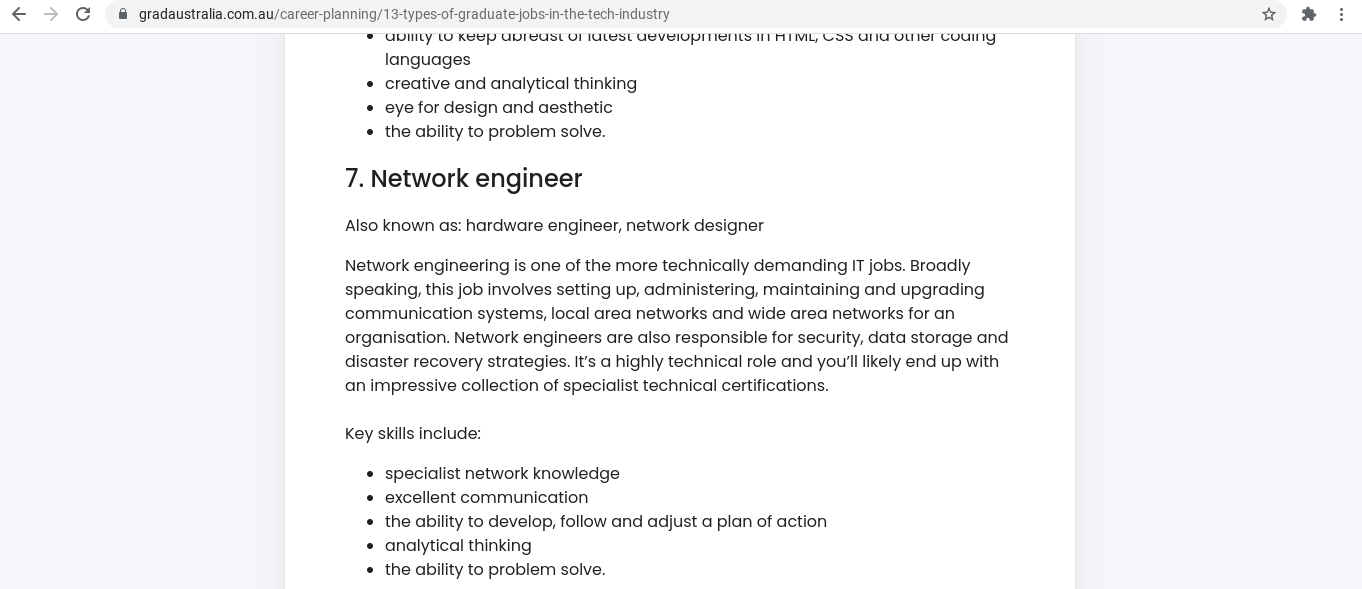 gradaustralia.com.au/career-planning/13-types-of-graduate-jobs-in-the-tech-industry
ability to keep abreast of latest developments in HTML, CSS and other coding
languages
creative and analytical thinking
eye for design and aesthetic
the ability to problem solve.
7. Network engineer
Also known as: hardware engineer, network designer
Network engineering is one of the more technically demanding IT jobs. Broadly
speaking, this job involves setting up, administering, maintaining and upgrading
communication systems, local area networks and wide area networks for an
organisation. Network engineers are also responsible for security, data storage and
disaster recovery strategies. It’s a highly technical role and you’ll likely end up with
an impressive collection of specialist technical certifications.
Key skills include:
specialist network knowledge
excellent communication
the ability to develop, follow and adjust a plan of action
analytical thinking
the ability to problem solve.